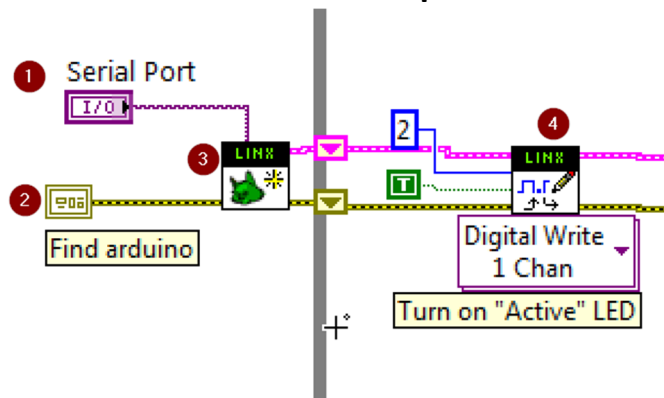 1
Serial Port
I/O
2
Find arduino
3
LINX
2
T
4
LINX
Digital Write
1 Chan
Turn on "Active" LED